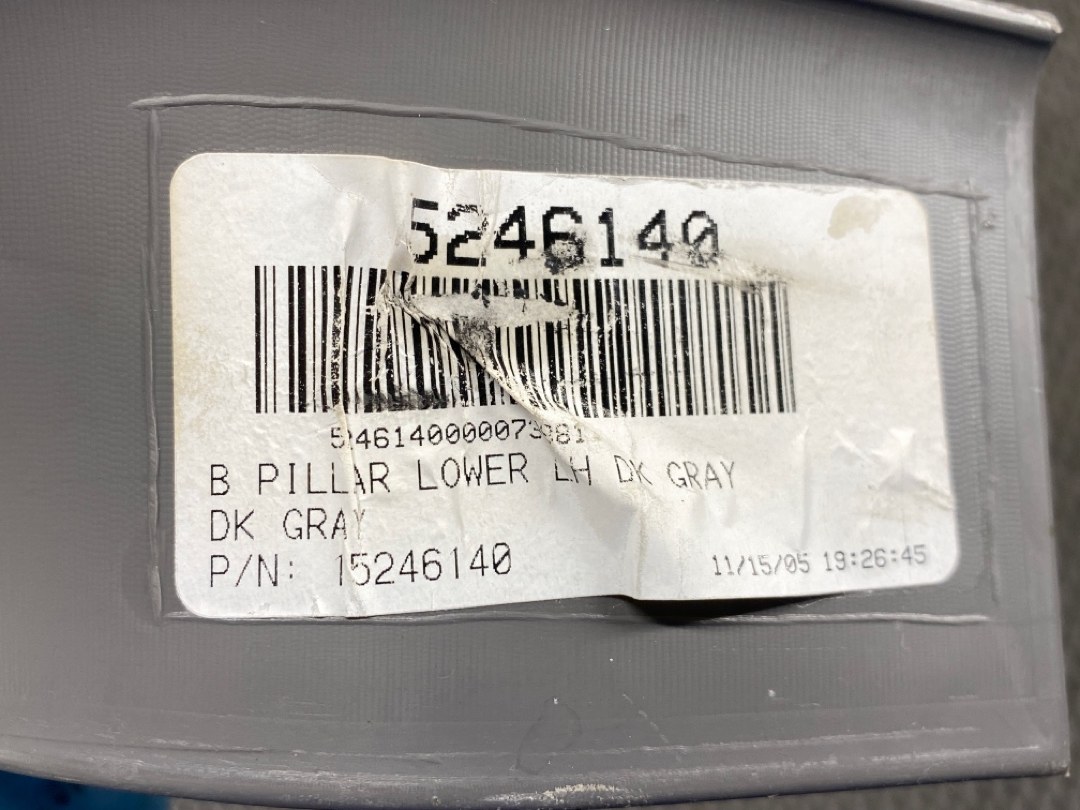 5246140
B PILLAR LOWER LH DK GRAY
DK GRAY
P/N: 15246140
11/15/05 19:26:45